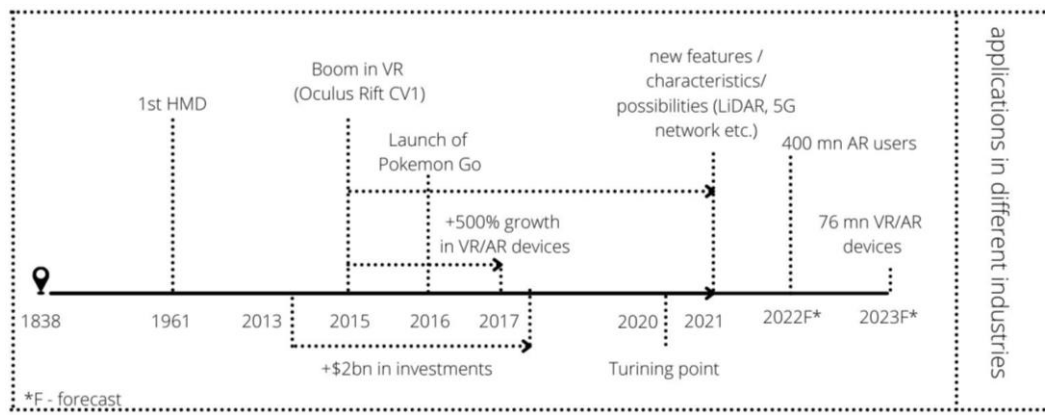 1st HMD
Boom in VR
(Oculus Rift CV1)
Launch of
Pokemon Go
+500% growth
in VR/AR devices
new features /
characteristics/
possibilities (LiDAR, 5G
network etc.)
400 mn AR users
76 mn VR/AR
devices
1838
1961
2013
2015
2016
2017
2020
2021
2022F*
2023F*
+$2bn in investments
Turining point
*F - forecast
applications in different industries